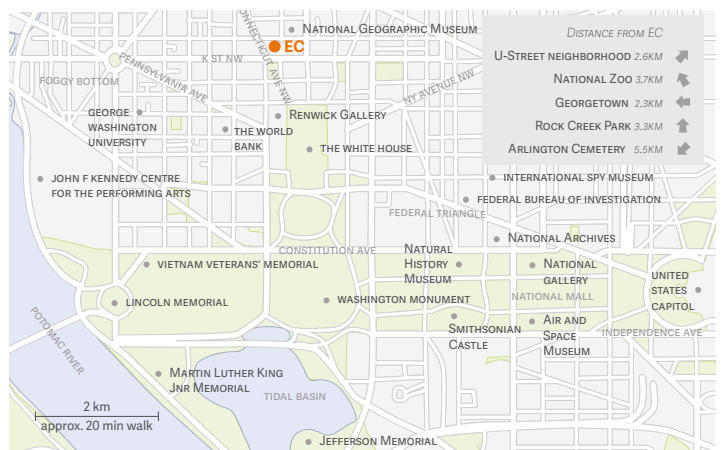 CONNECTICUT AVE NW
NATIONAL GEOGRAPHIC MUSEUM
EC
K ST NW
PENNSYLVANIA AVE
NY AVENUE NW
FOGGY BOTTOM
DISTANCE FROM EC
U-STREET NEIGHBORHOOD 2.6KM
NATIONAL ZOO 3.7KM
GEORGETOWN 2.3KM
ROCK CREEK PARK 3.3KM
ARLINGTON CEMETERY 5.5KM
GEORGE
WASHINGTON
UNIVERSITY
RENWICK GALLERY
THE WORLD
BANK
THE WHITE HOUSE
JOHN F KENNEDY CENTRE
FOR THE PERFORMING ARTS
INTERNATIONAL SPY MUSEUM
FEDERAL BUREAU OF INVESTIGATION
FEDERAL TRIANGLE
NATIONAL ARCHIVES
CONSTITUTION AVE
NATURAL
HISTORY
MUSEUM
VIETNAM VETERANS' MEMORIAL
NATIONAL
GALLERY
UNITED
STATES
CAPITOL
LINCOLN MEMORIAL
WASHINGTON MONUMENT
NATIONAL MALL
SMITHSONIAN
CASTLE
AIR AND
SPACE
MUSEUM
INDEPENDENCE AVE
POTOMAC RIVER
MARTIN LUTHER KING
JNR MEMORIAL
TIDAL BASIN
2 km
approx. 20 min walk
JEFFERSON MEMORIAL